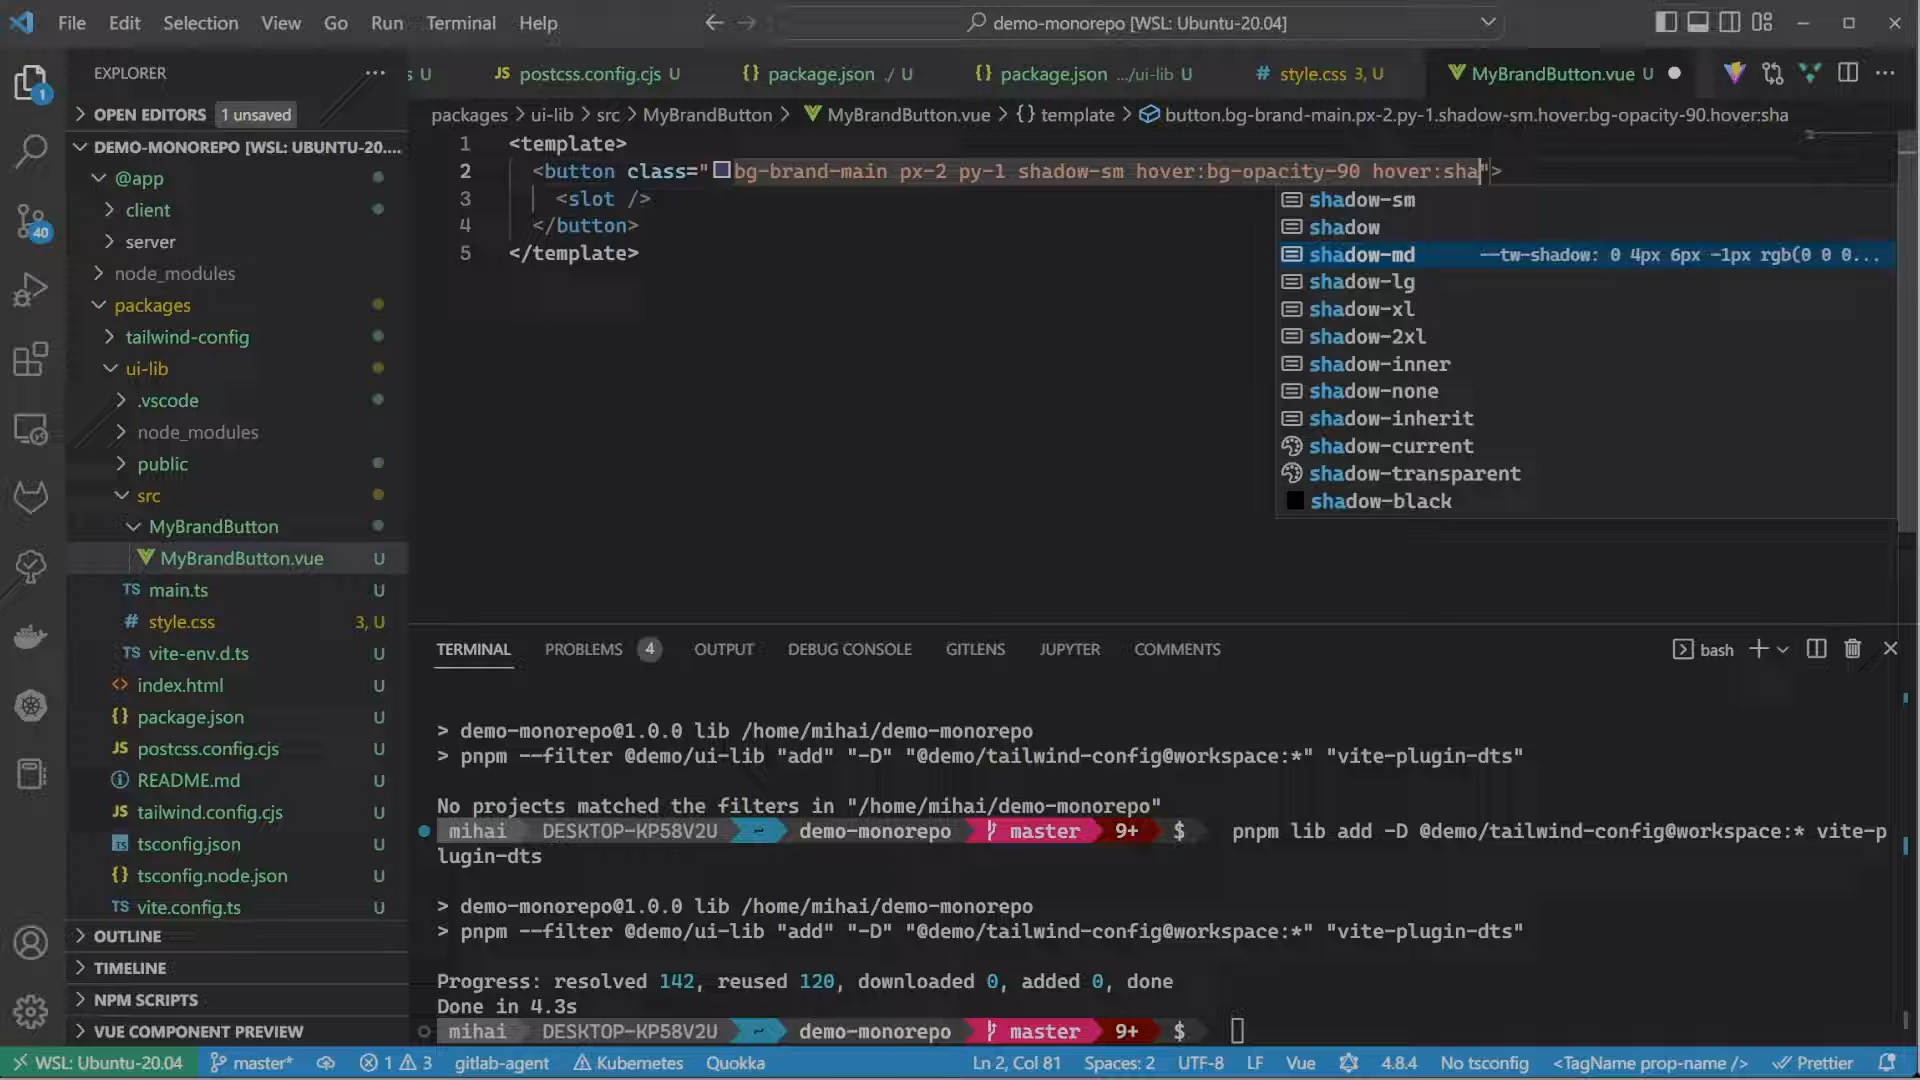 File Edit Selection View Go Run Terminal Help
demo-monorepo [WSL: Ubuntu-20.04]
EXPLORER
s U
JS postcss.config.cjs U
{} package.json ./ U
{} package.json .../ui-lib U
# style.css 3, U
MyBrandButton.vue U
OPEN EDITORS 1 unsaved
packages > ui-lib > src > MyBrandButton > MyBrandButton.vue > {} template > button.bg-brand-main.px-2.py-1.shadow-sm.hover:bg-opacity-90.hover:sha
DEMO-MONOREPO [WSL: UBUNTU-20....
@app
client
server
node_modules
packages
tailwind-config
ui-lib
.vscode
node_modules
public
src
MyBrandButton
MyBrandButton.vue U
TS main.ts U
# style.css 3, U
TS vite-env.d.ts U
<> index.html U
{} package.json U
JS postcss.config.cjs U
README.md U
JS tailwind.config.cjs U
tsconfig.json U
{} tsconfig.node.json U
TS vite.config.ts U
OUTLINE
TIMELINE
NPM SCRIPTS
VUE COMPONENT PREVIEW
1
40
1 <template>
2 <button class="bg-brand-main px-2 py-1 shadow-sm hover:bg-opacity-90 hover:sha">
3 <slot />
4 </button>
5 </template>
shadow-sm
shadow
shadow-md --tw-shadow: 0 4px 6px -1px rgb(0 0 0...
shadow-lg
shadow-xl
shadow-2xl
shadow-inner
shadow-none
shadow-inherit
shadow-current
shadow-transparent
shadow-black
TERMINAL PROBLEMS 4 OUTPUT DEBUG CONSOLE GITLENS JUPYTER COMMENTS
bash
> demo-monorepo@1.0.0 lib /home/mihai/demo-monorepo
> pnpm --filter @demo/ui-lib "add" "-D" "@demo/tailwind-config@workspace:*" "vite-plugin-dts"
No projects matched the filters in "/home/mihai/demo-monorepo"
mihai DESKTOP-KP58V2U ~ demo-monorepo master 9+ $ pnpm lib add -D @demo/tailwind-config@workspace:* vite-p
lugin-dts
> demo-monorepo@1.0.0 lib /home/mihai/demo-monorepo
> pnpm --filter @demo/ui-lib "add" "-D" "@demo/tailwind-config@workspace:*" "vite-plugin-dts"
Progress: resolved 142, reused 120, downloaded 0, added 0, done
Done in 4.3s
mihai DESKTOP-KP58V2U ~ demo-monorepo master 9+ $
WSL: Ubuntu-20.04 master* 1 3 gitlab-agent Kubernetes Quokka
Ln 2, Col 81 Spaces: 2 UTF-8 LF Vue 4.8.4 No tsconfig <TagName prop-name /> Prettier